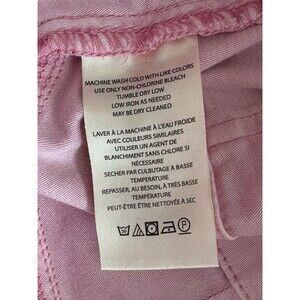 MACHINE WASH COLD WITH LIKE COLORS
USE ONLY NON-CHLORINE BLEACH
TUMBLE DRY LOW
LOW IRON AS NEEDED
MAY BE DRY CLEANED
LAVER À LA MACHINE À L'EAU FROIDE
AVEC COULEURS SIMILAIRES
UTILISER UN AGENT DE
BLANCHIMENT SANS CHLORE SI
NÉCESSAIRE
SECHER PAR CULBUTAGE À BASSE
TEMPERATURE
REPASSER, AU BESOIN, À TRÈS BASSE
TEMPÉRATURE
PEUT-ÊTRE NETTOYÉE À SEC
P